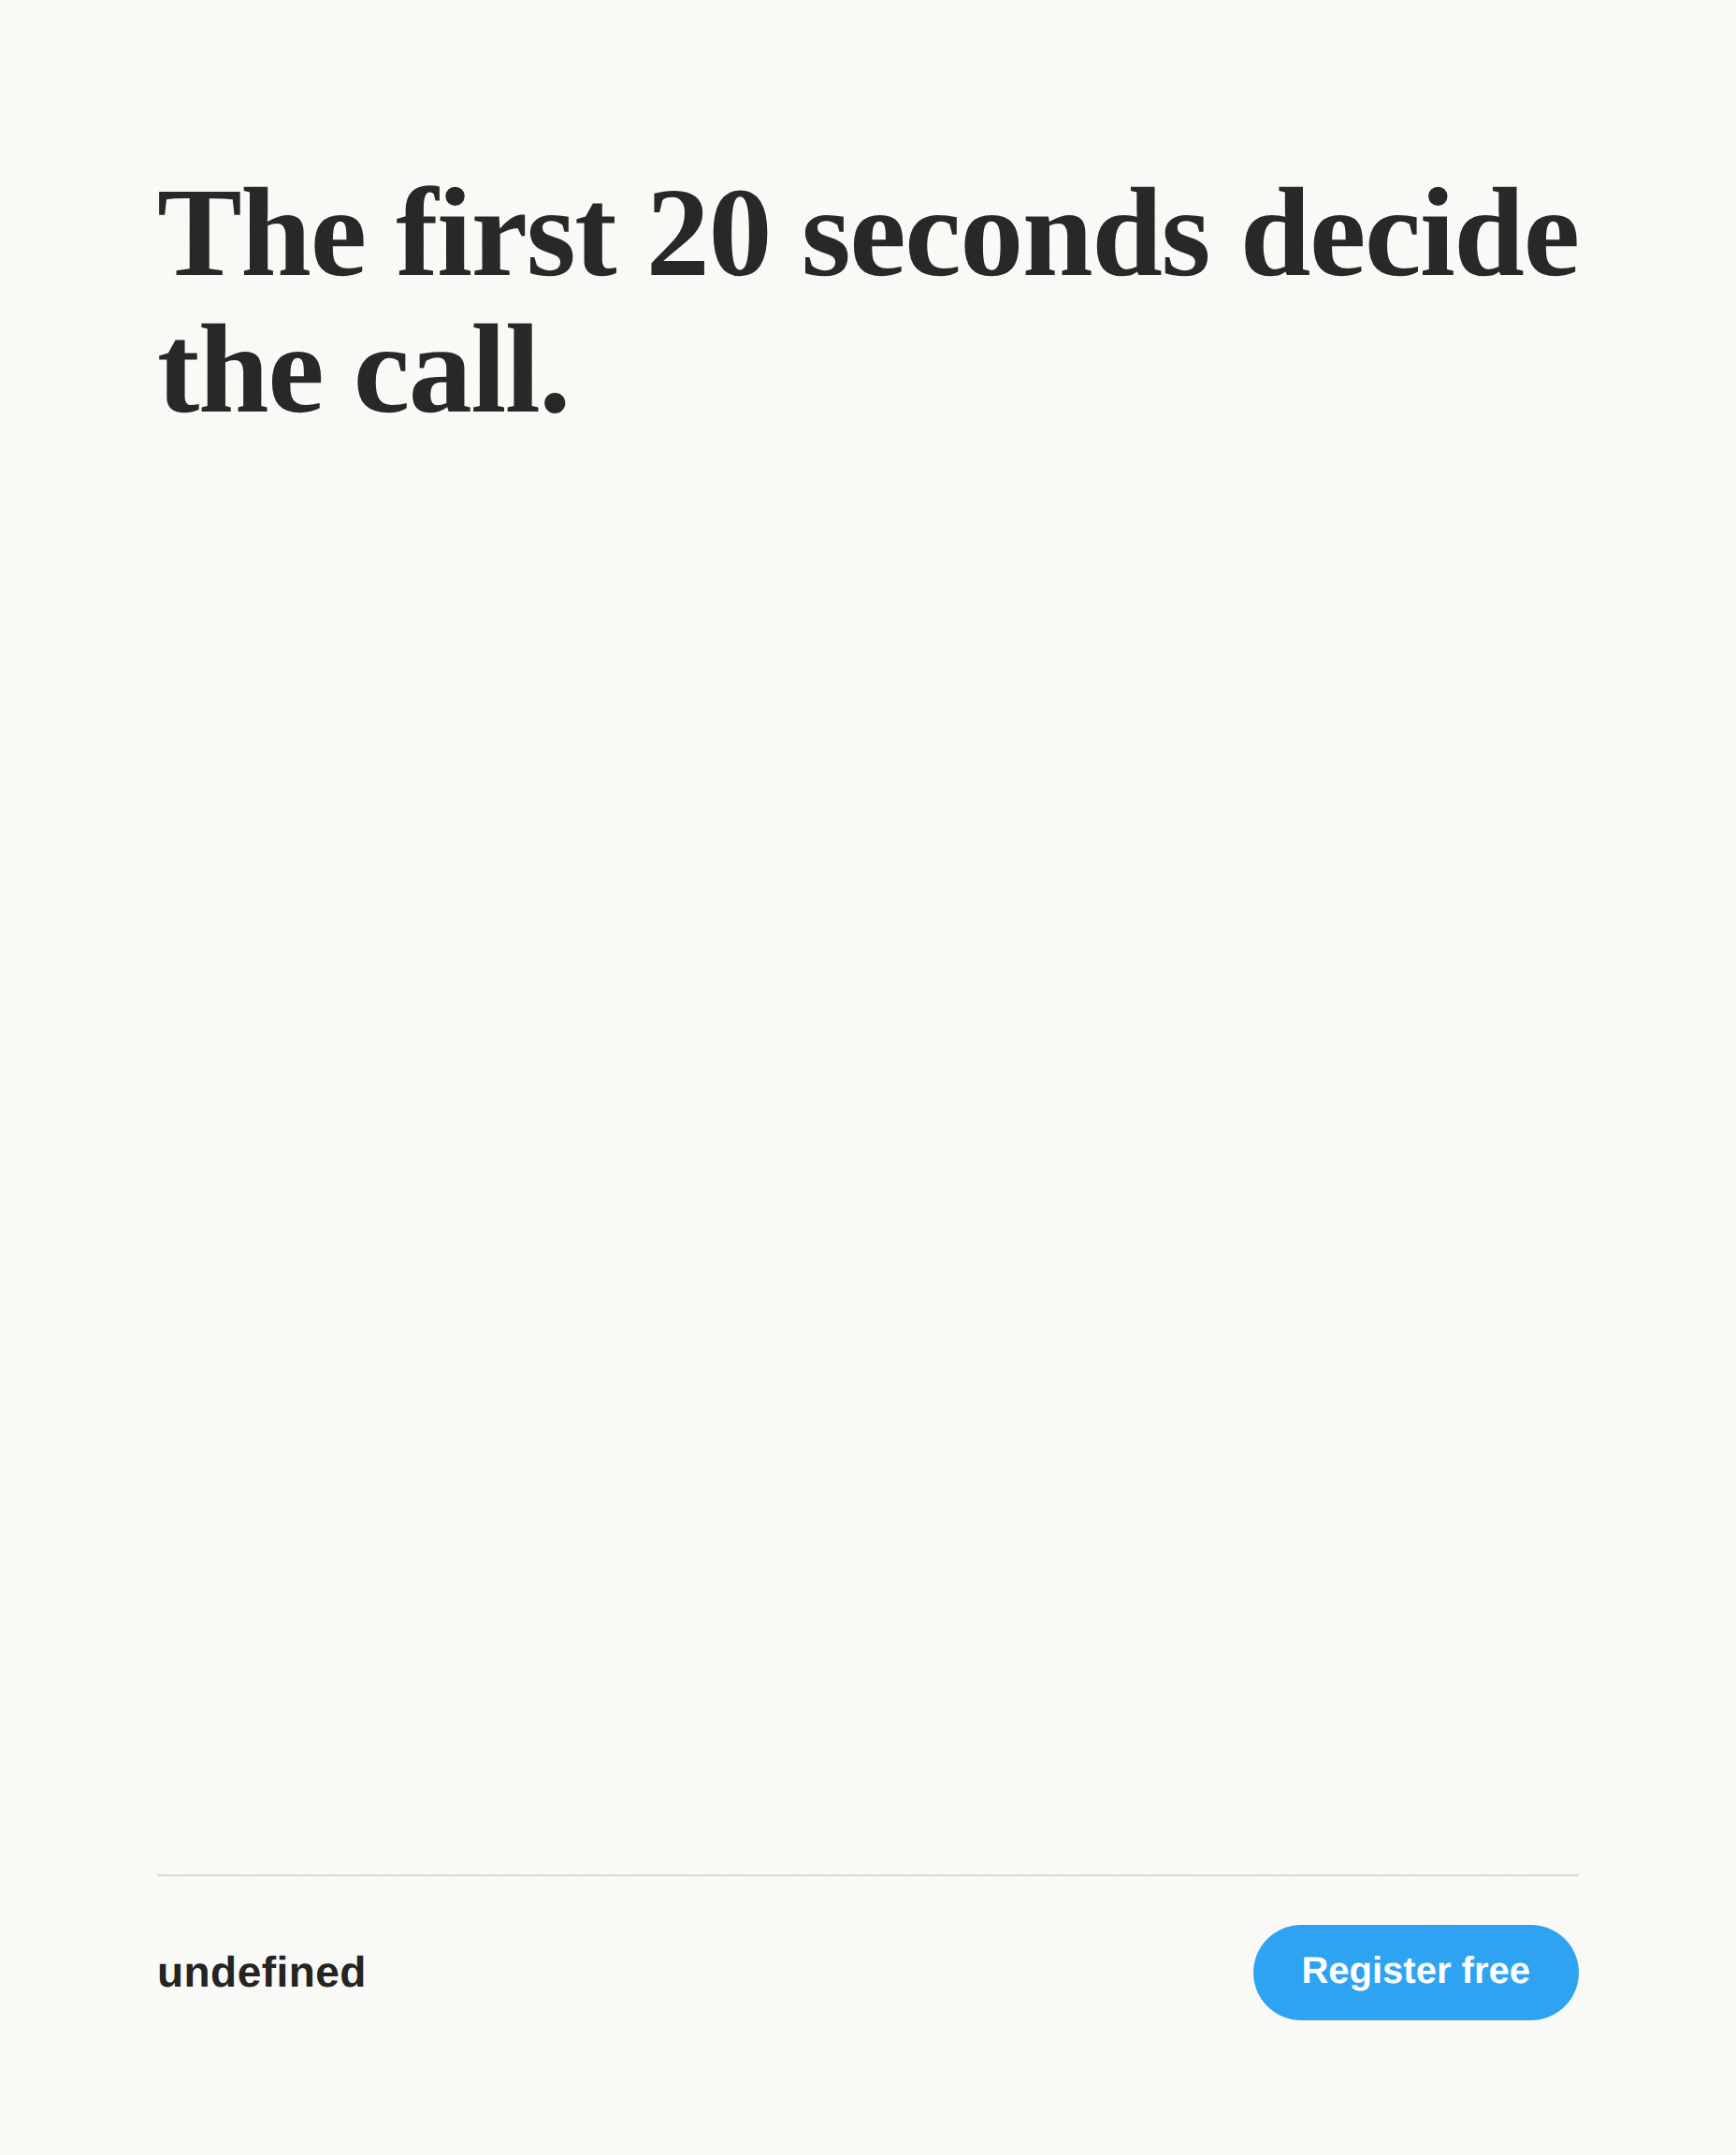 The first 20 seconds decide
the call.
undefined
Register free